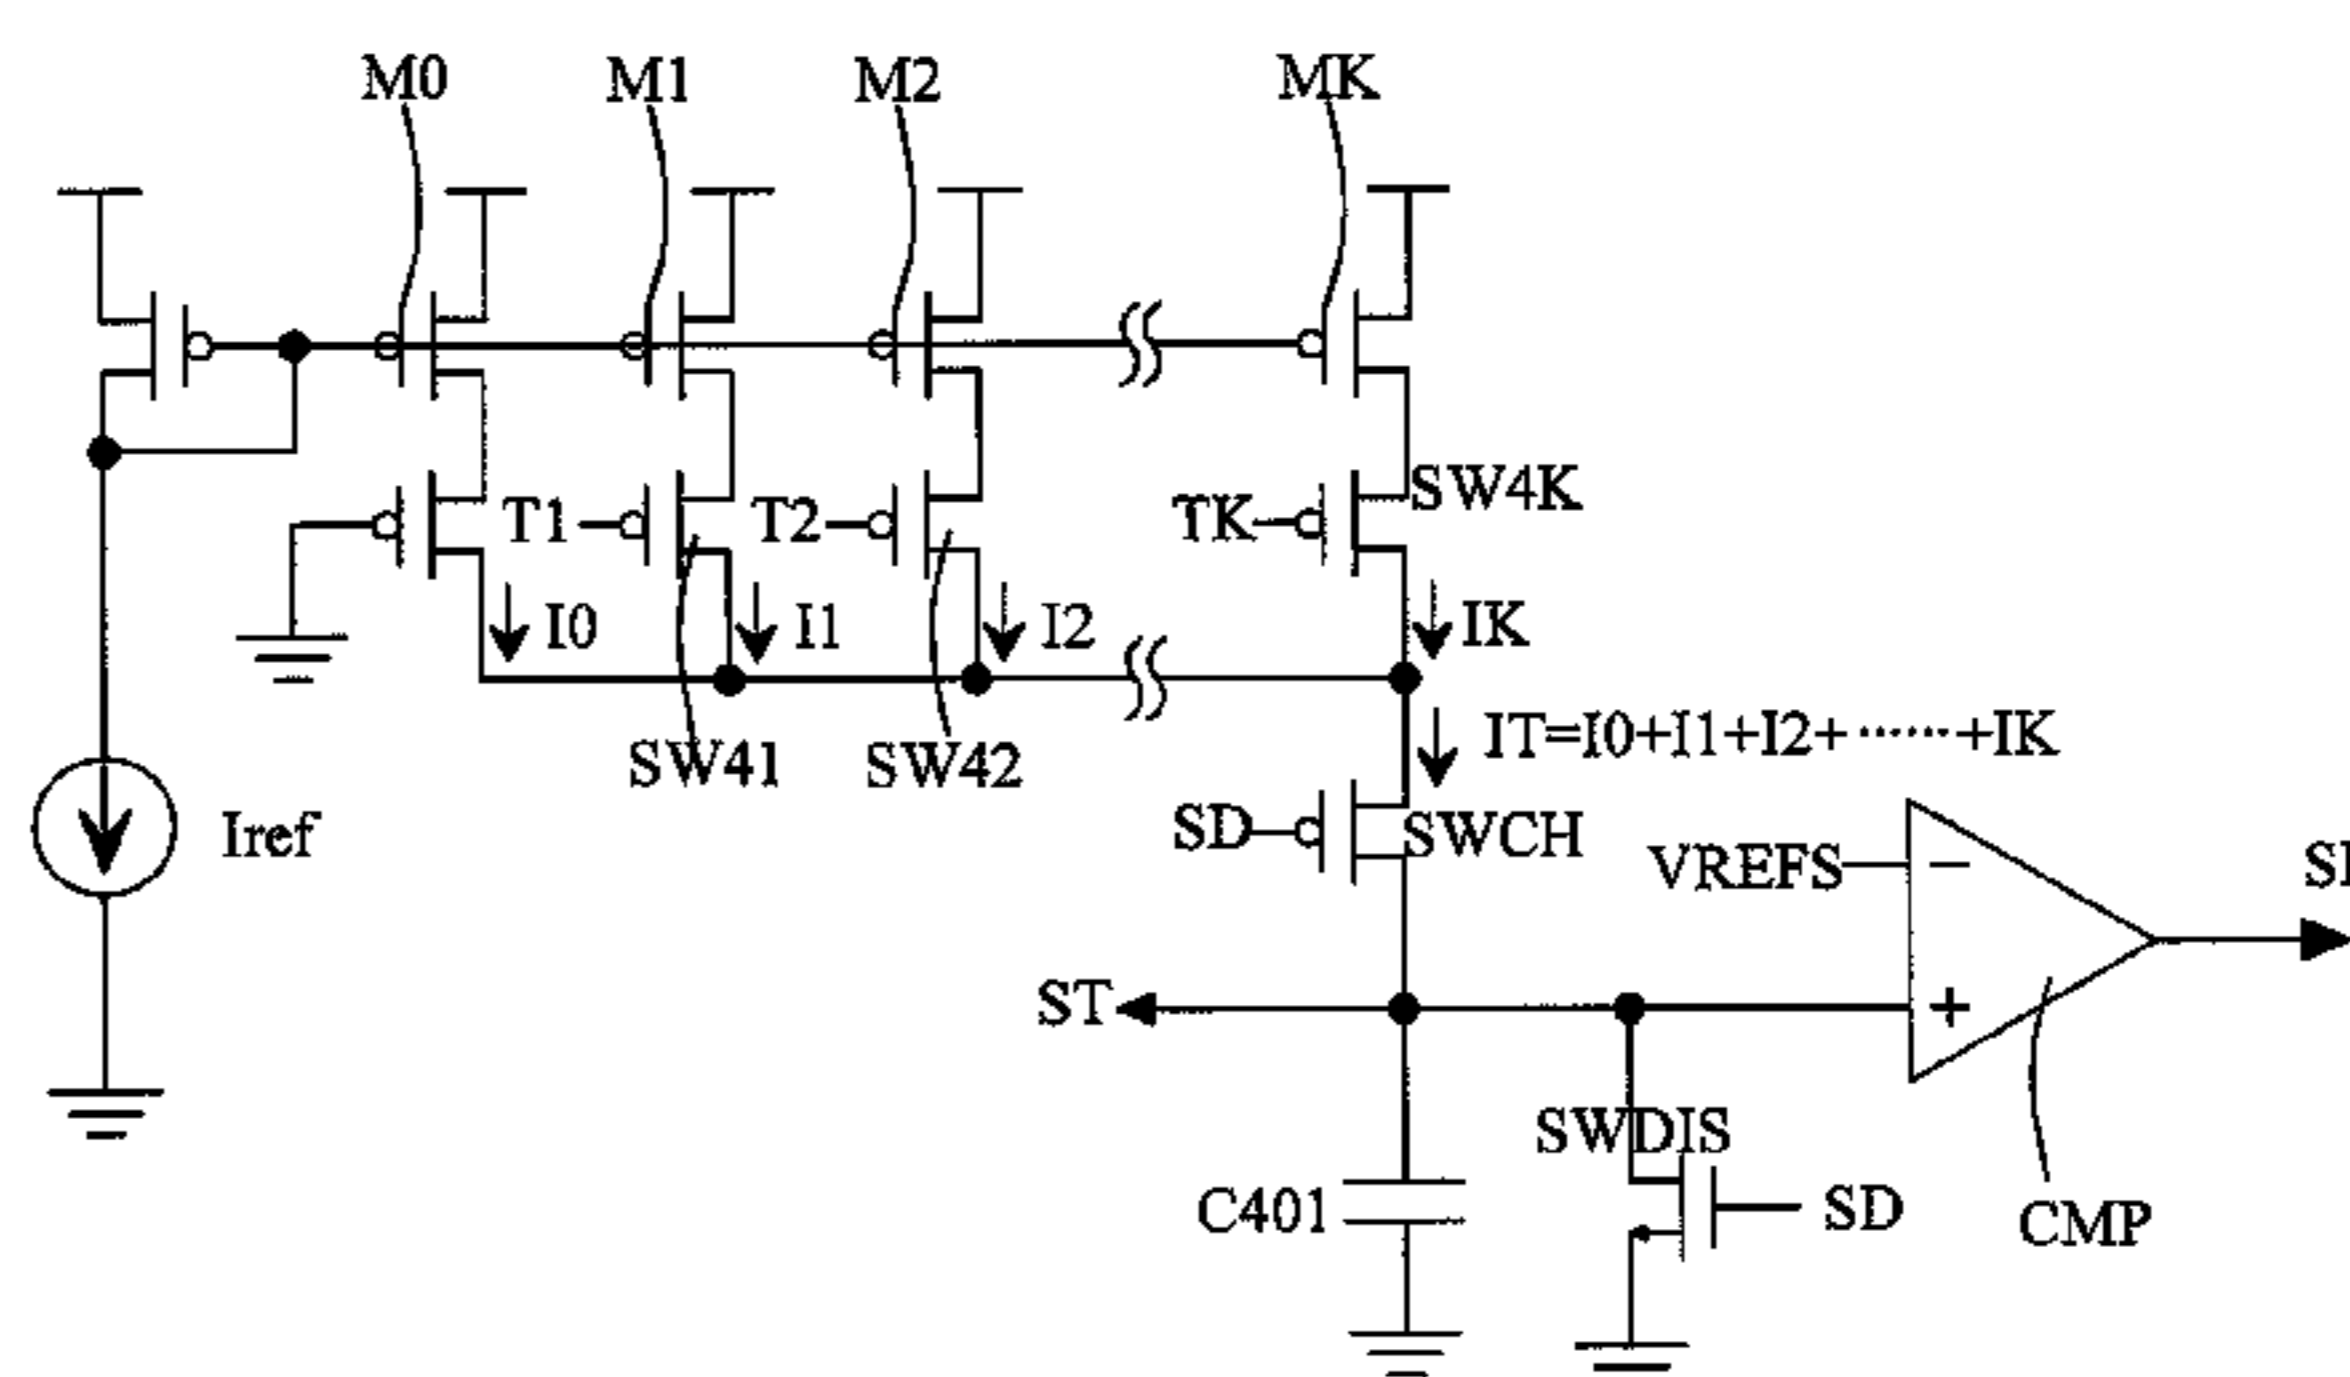 M0
M1
M2
MK
T1
T2
TK
SW4K
I0
I1
I2
IK
SW41
SW42
IT=I0+I1+I2+······+IK
SD
SWCH
Iref
VREFS
−
+
ST
SWDIS
C401
SD
CMP